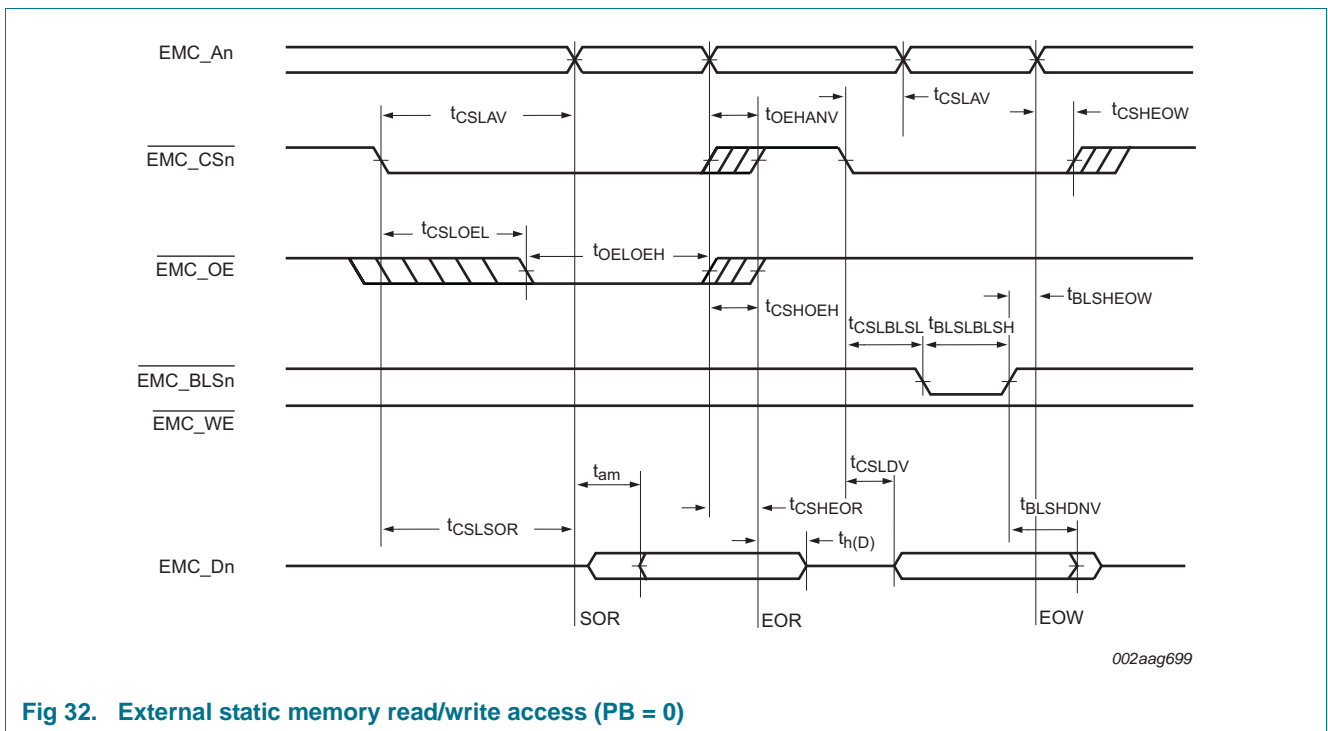 EMC_An
tCSLAV
tOEHANV
tCSLAV
tCSHEOW
EMC_CSn
tCSLOEL
tOELOEH
EMC_OE
tCSHOEH
tBLSHEOW
tCSLBLSL
tBLSLBLSH
EMC_BLSn
EMC_WE
tam
tCSLDV
tCSLSOR
tCSHEOR
tBLSHDNV
th(D)
EMC_Dn
SOR
EOR
EOW
002aag699
Fig 32. External static memory read/write access (PB = 0)